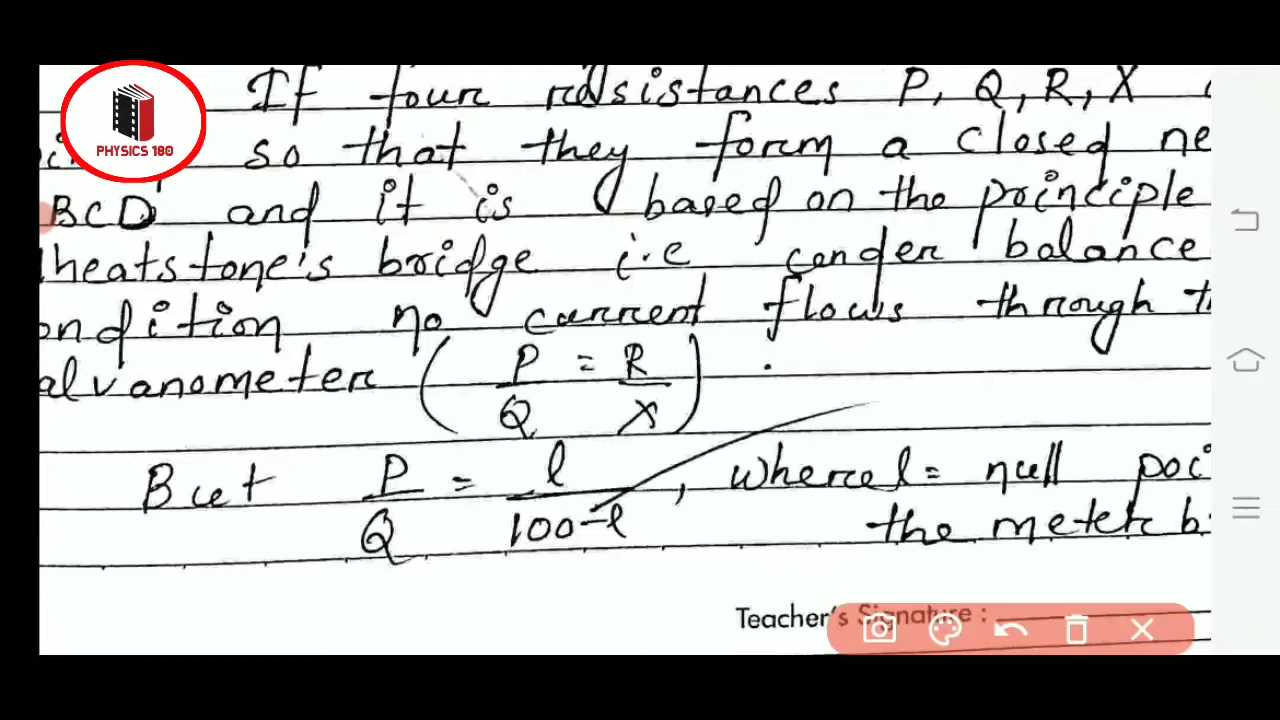 If four resistances P, Q, R, X
so that they form a closed ne
BCD and it is based on the principle
heatstone's bridge i.e under balance
ondition no current flows through t
alvanometer ( P/Q = R/X ) .
But P/Q = l/100-l , where l = null poi
the meter b
Teacher's Signature :
PHYSICS 180